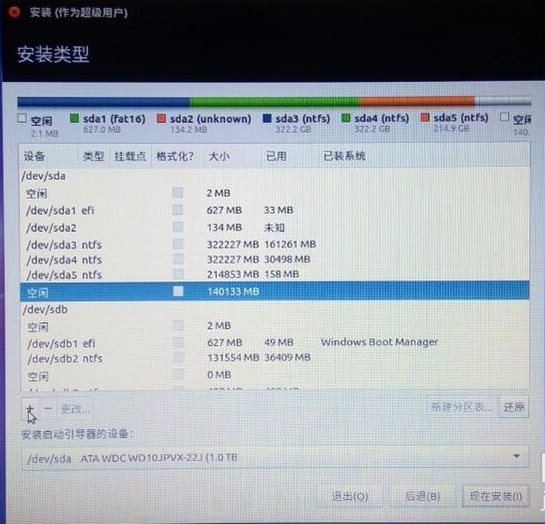 安装 (作为超级用户)
安装类型
空闲 sda1 (fat16) sda2 (unknown) sda3 (ntfs) sda4 (ntfs) sda5 (ntfs)
2.1 MB 627.0 MB 134.2 MB 322.2 GB 322.2 GB 214.9 GB 140.
设备 类型 挂载点 格式化? 大小 已用 已装系统
/dev/sda
空闲 2 MB
/dev/sda1 efi 627 MB 33 MB
/dev/sda2 134 MB 未知
/dev/sda3 ntfs 322227 MB 161261 MB
/dev/sda4 ntfs 322227 MB 30498 MB
/dev/sda5 ntfs 214853 MB 158 MB
空闲 140133 MB
/dev/sdb
空闲 2 MB
/dev/sdb1 efi 627 MB 49 MB Windows Boot Manager
/dev/sdb2 ntfs 131554 MB 36409 MB
空闲 0 MB
+ − 更改... 新建分区表... 还原
安装启动引导器的设备:
/dev/sda ATA WDC WD10JPVX-22J (1.0 TB
退出(Q) 后退(B) 现在安装(I)